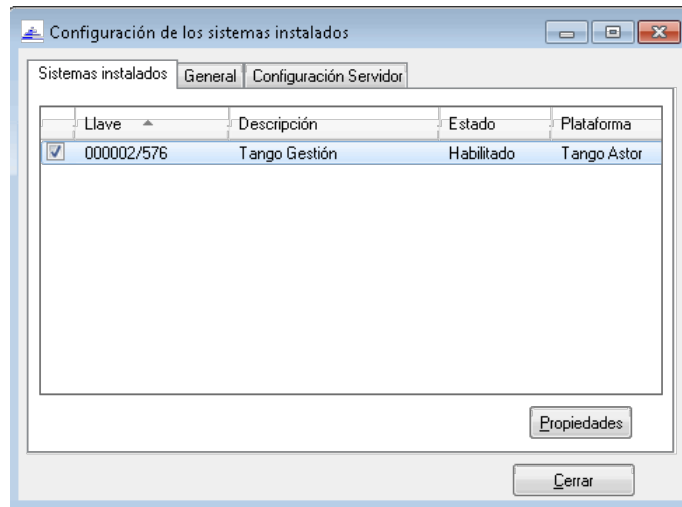 Configuración de los sistemas instalados
Sistemas instalados General Configuración Servidor
Llave Descripción Estado Plataforma
000002/576 Tango Gestión Habilitado Tango Astor
Propiedades
Cerrar